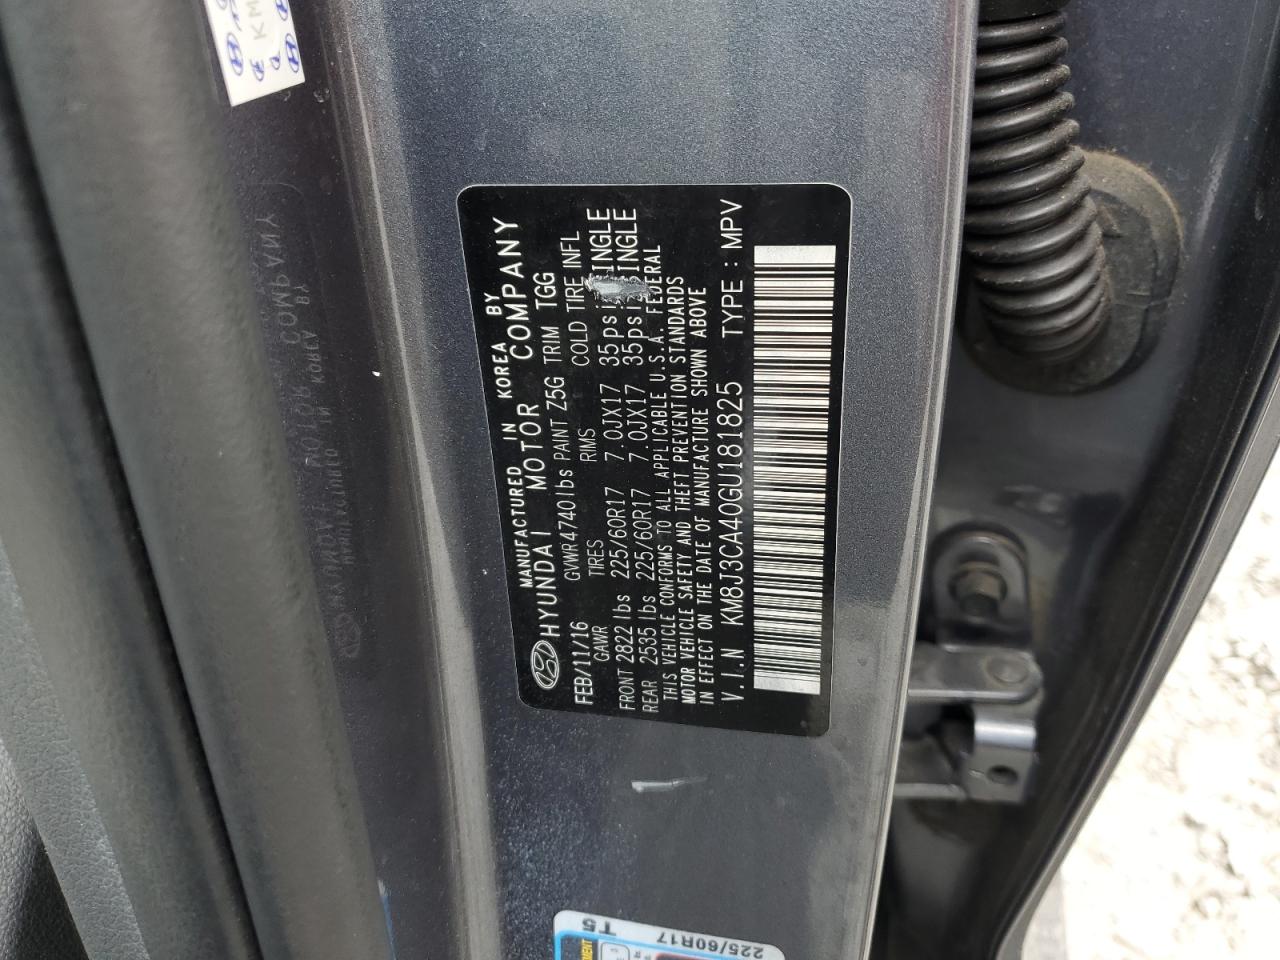 MANUFACTURED IN KOREA BY
HYUNDAI MOTOR COMPANY
FEB/11/16 GVWR 4740lbs PAINT Z5G TRIM TGG
GAWR TIRES RIMS COLD TIRE INFL
FRONT 2822 lbs 225/60R17 7.0JX17 35psi SINGLE
REAR 2535 lbs 225/60R17 7.0JX17 35psi SINGLE
THIS VEHICLE CONFORMS TO ALL APPLICABLE U.S.A. FEDERAL
MOTOR VEHICLE SAFETY AND THEFT PREVENTION STANDARDS
IN EFFECT ON THE DATE OF MANUFACTURE SHOWN ABOVE
V.I.N KM8J3CA40GU181825 TYPE : MPV
T5
225/60R17
KM